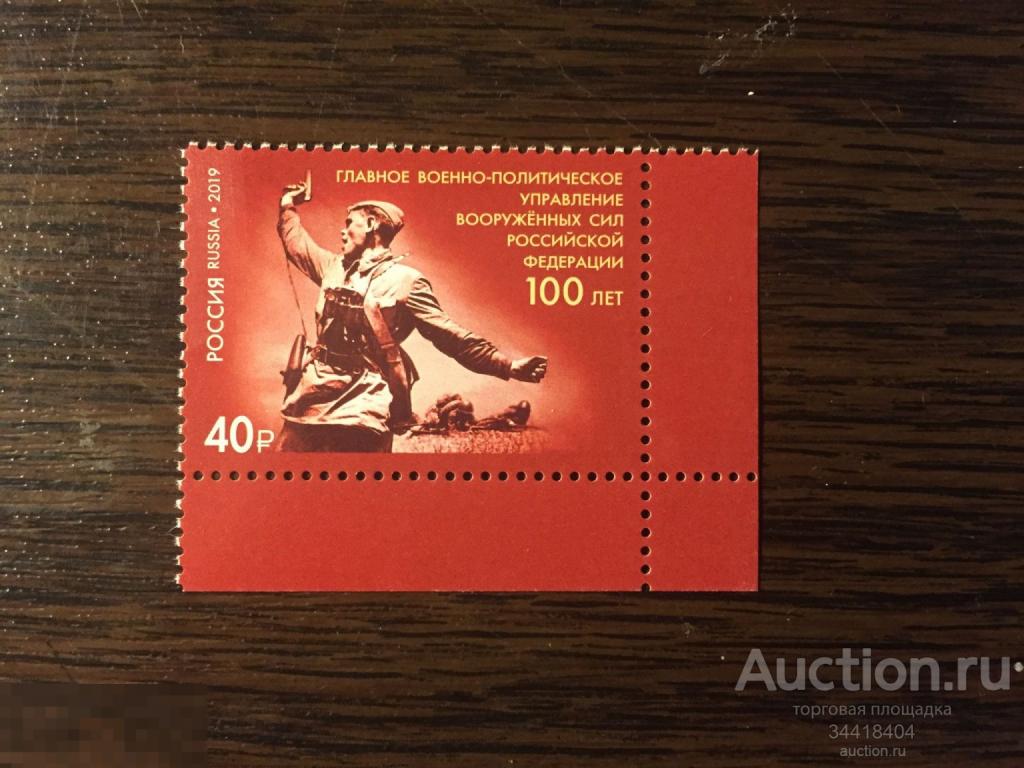 ГЛАВНОЕ ВОЕННО-ПОЛИТИЧЕСКОЕ
УПРАВЛЕНИЕ
ВООРУЖЁННЫХ СИЛ
РОССИЙСКОЙ
ФЕДЕРАЦИИ
100 ЛЕТ
РОССИЯ RUSSIA • 2019
40₽
Auction.ru
торговая площадка
34418404
auction.ru